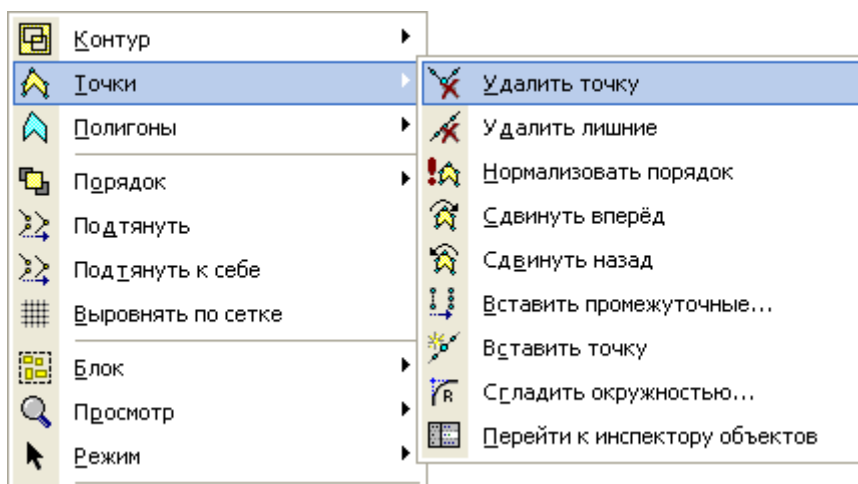 Контур
Точки
Полигоны
Порядок
Подтянуть
Подтянуть к себе
Выровнять по сетке
Блок
Просмотр
Режим
Удалить точку
Удалить лишние
Нормализовать порядок
Сдвинуть вперёд
Сдвинуть назад
Вставить промежуточные...
Вставить точку
Сгладить окружностью...
Перейти к инспектору объектов